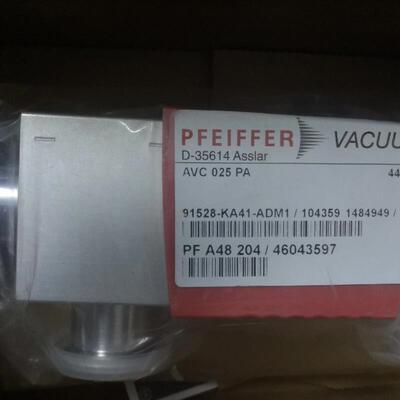 PFEIFFER VACUU
D-35614 Asslar
AVC 025 PA 44
91528-KA41-ADM1 / 104359 1484949 /
PF A48 204 / 46043597